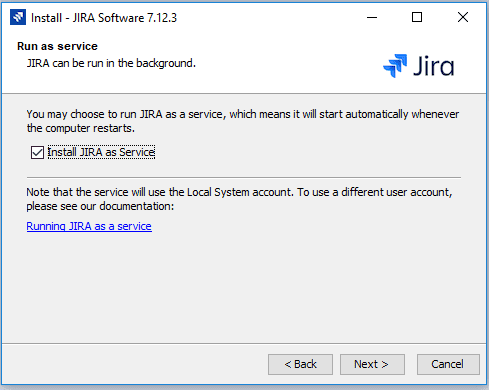 Install - JIRA Software 7.12.3
Run as service
JIRA can be run in the background.
Jira
You may choose to run JIRA as a service, which means it will start automatically whenever
the computer restarts.
Install JIRA as Service
Note that the service will use the Local System account. To use a different user account,
please see our documentation:
Running JIRA as a service
< Back Next > Cancel